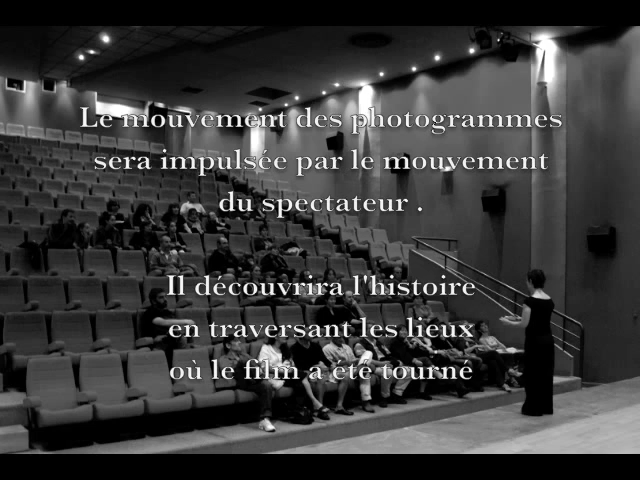 Le mouvement des photogrammes
sera impulsée par le mouvement
du spectateur .
Il découvrira l'histoire
en traversant les lieux
où le film a été tourné